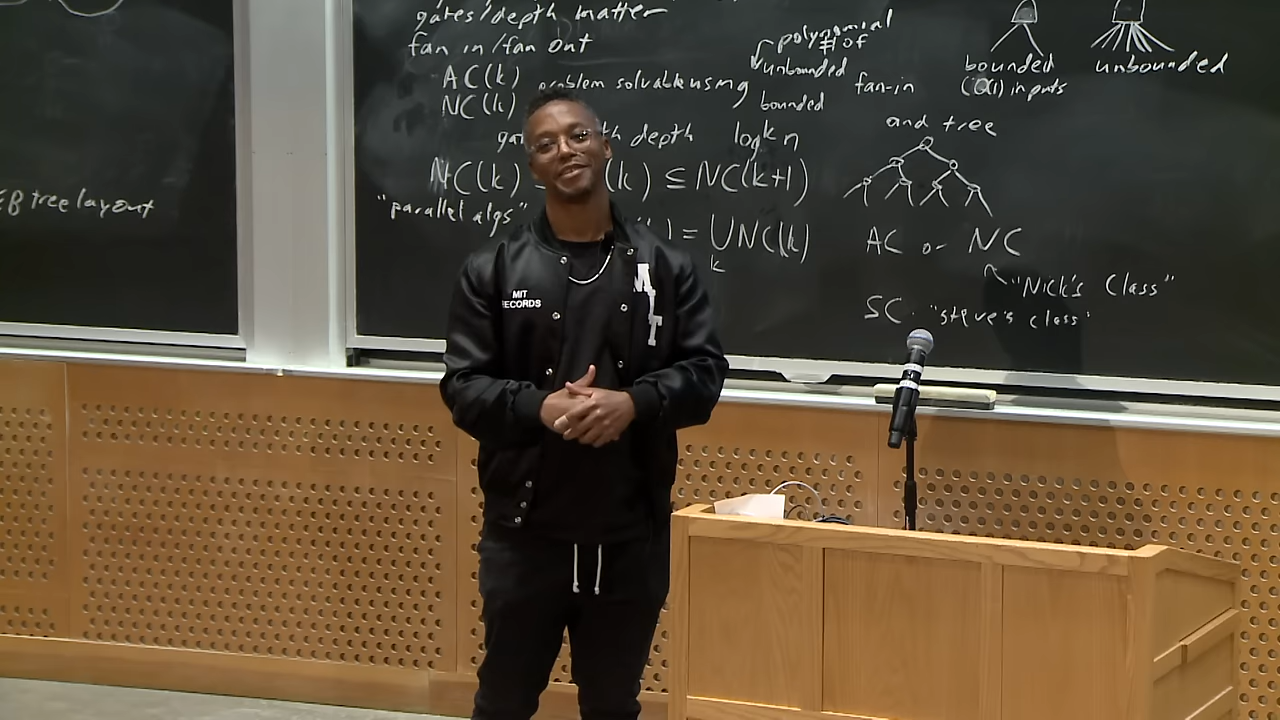 gates/depth matter
fan in/fan out
AC(k) problem solvable using polynomial # of unbounded fan-in
NC(k) bounded
depth log^k n
NC(k) (k) ⊆ NC(k+1)
"parallel algs" = ∪ NC(k)
k
tree layout
bounded unbounded
(O(1)) inputs
and tree
AC or NC
"Nick's Class"
SC "Steve's class"
MIT
RECORDS
MIT